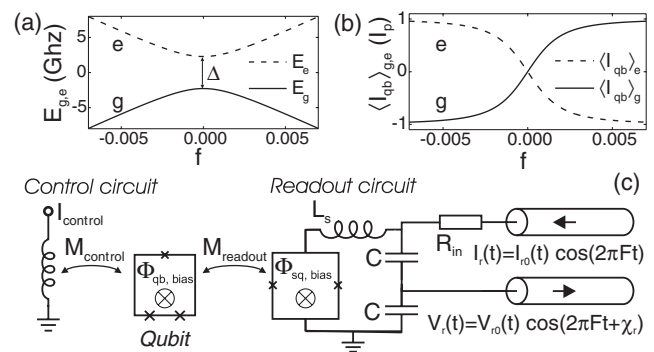 (a)
E_g,e (Ghz)
5
0
-5
e
g
Δ
E_e
E_g
-0.005 0.000 0.005
f
(b)
⟨I_qb⟩_g,e (I_p)
1
0
-1
e
g
⟨I_qb⟩_e
⟨I_qb⟩_g
-0.005 0.000 0.005
f
(c)
Control circuit
Readout circuit
I_control
M_control
Φ_qb, bias
Qubit
M_readout
Φ_sq, bias
L_s
C
C
R_in
I_r(t)=I_r0(t) cos(2πFt)
V_r(t)=V_r0(t) cos(2πFt+χ_r)